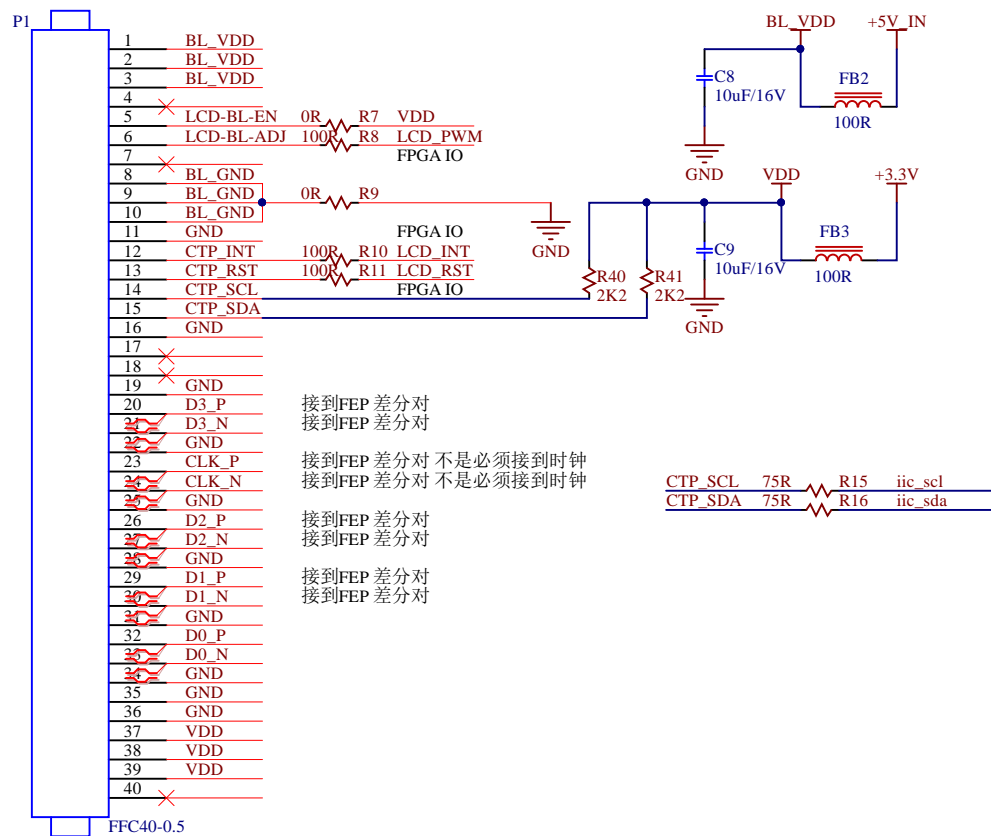 P1
1 BL_VDD
2 BL_VDD
3 BL_VDD
4
5 LCD-BL-EN 0R R7 VDD
6 LCD-BL-ADJ 100R R8 LCD_PWM
FPGA IO
7
8 BL_GND
9 BL_GND 0R R9
10 BL_GND
GND
11 GND FPGA IO
12 CTP_INT 100R R10 LCD_INT
13 CTP_RST 100R R11 LCD_RST
14 CTP_SCL FPGA IO
15 CTP_SDA
16 GND
17
18
19 GND
20 D3_P 接到FEP 差分对
21 D3_N 接到FEP 差分对
22 GND
23 CLK_P 接到FEP 差分对 不是必须接到时钟
24 CLK_N 接到FEP 差分对 不是必须接到时钟
25 GND
26 D2_P 接到FEP 差分对
27 D2_N 接到FEP 差分对
28 GND
29 D1_P 接到FEP 差分对
30 D1_N 接到FEP 差分对
31 GND
32 D0_P
33 D0_N
34 GND
35 GND
36 GND
37 VDD
38 VDD
39 VDD
40
FFC40-0.5
BL_VDD +5V_IN
C8
10uF/16V
FB2
100R
GND
VDD +3.3V
C9
10uF/16V
FB3
100R
R40
2K2
R41
2K2
GND
CTP_SCL 75R R15 iic_scl
CTP_SDA 75R R16 iic_sda